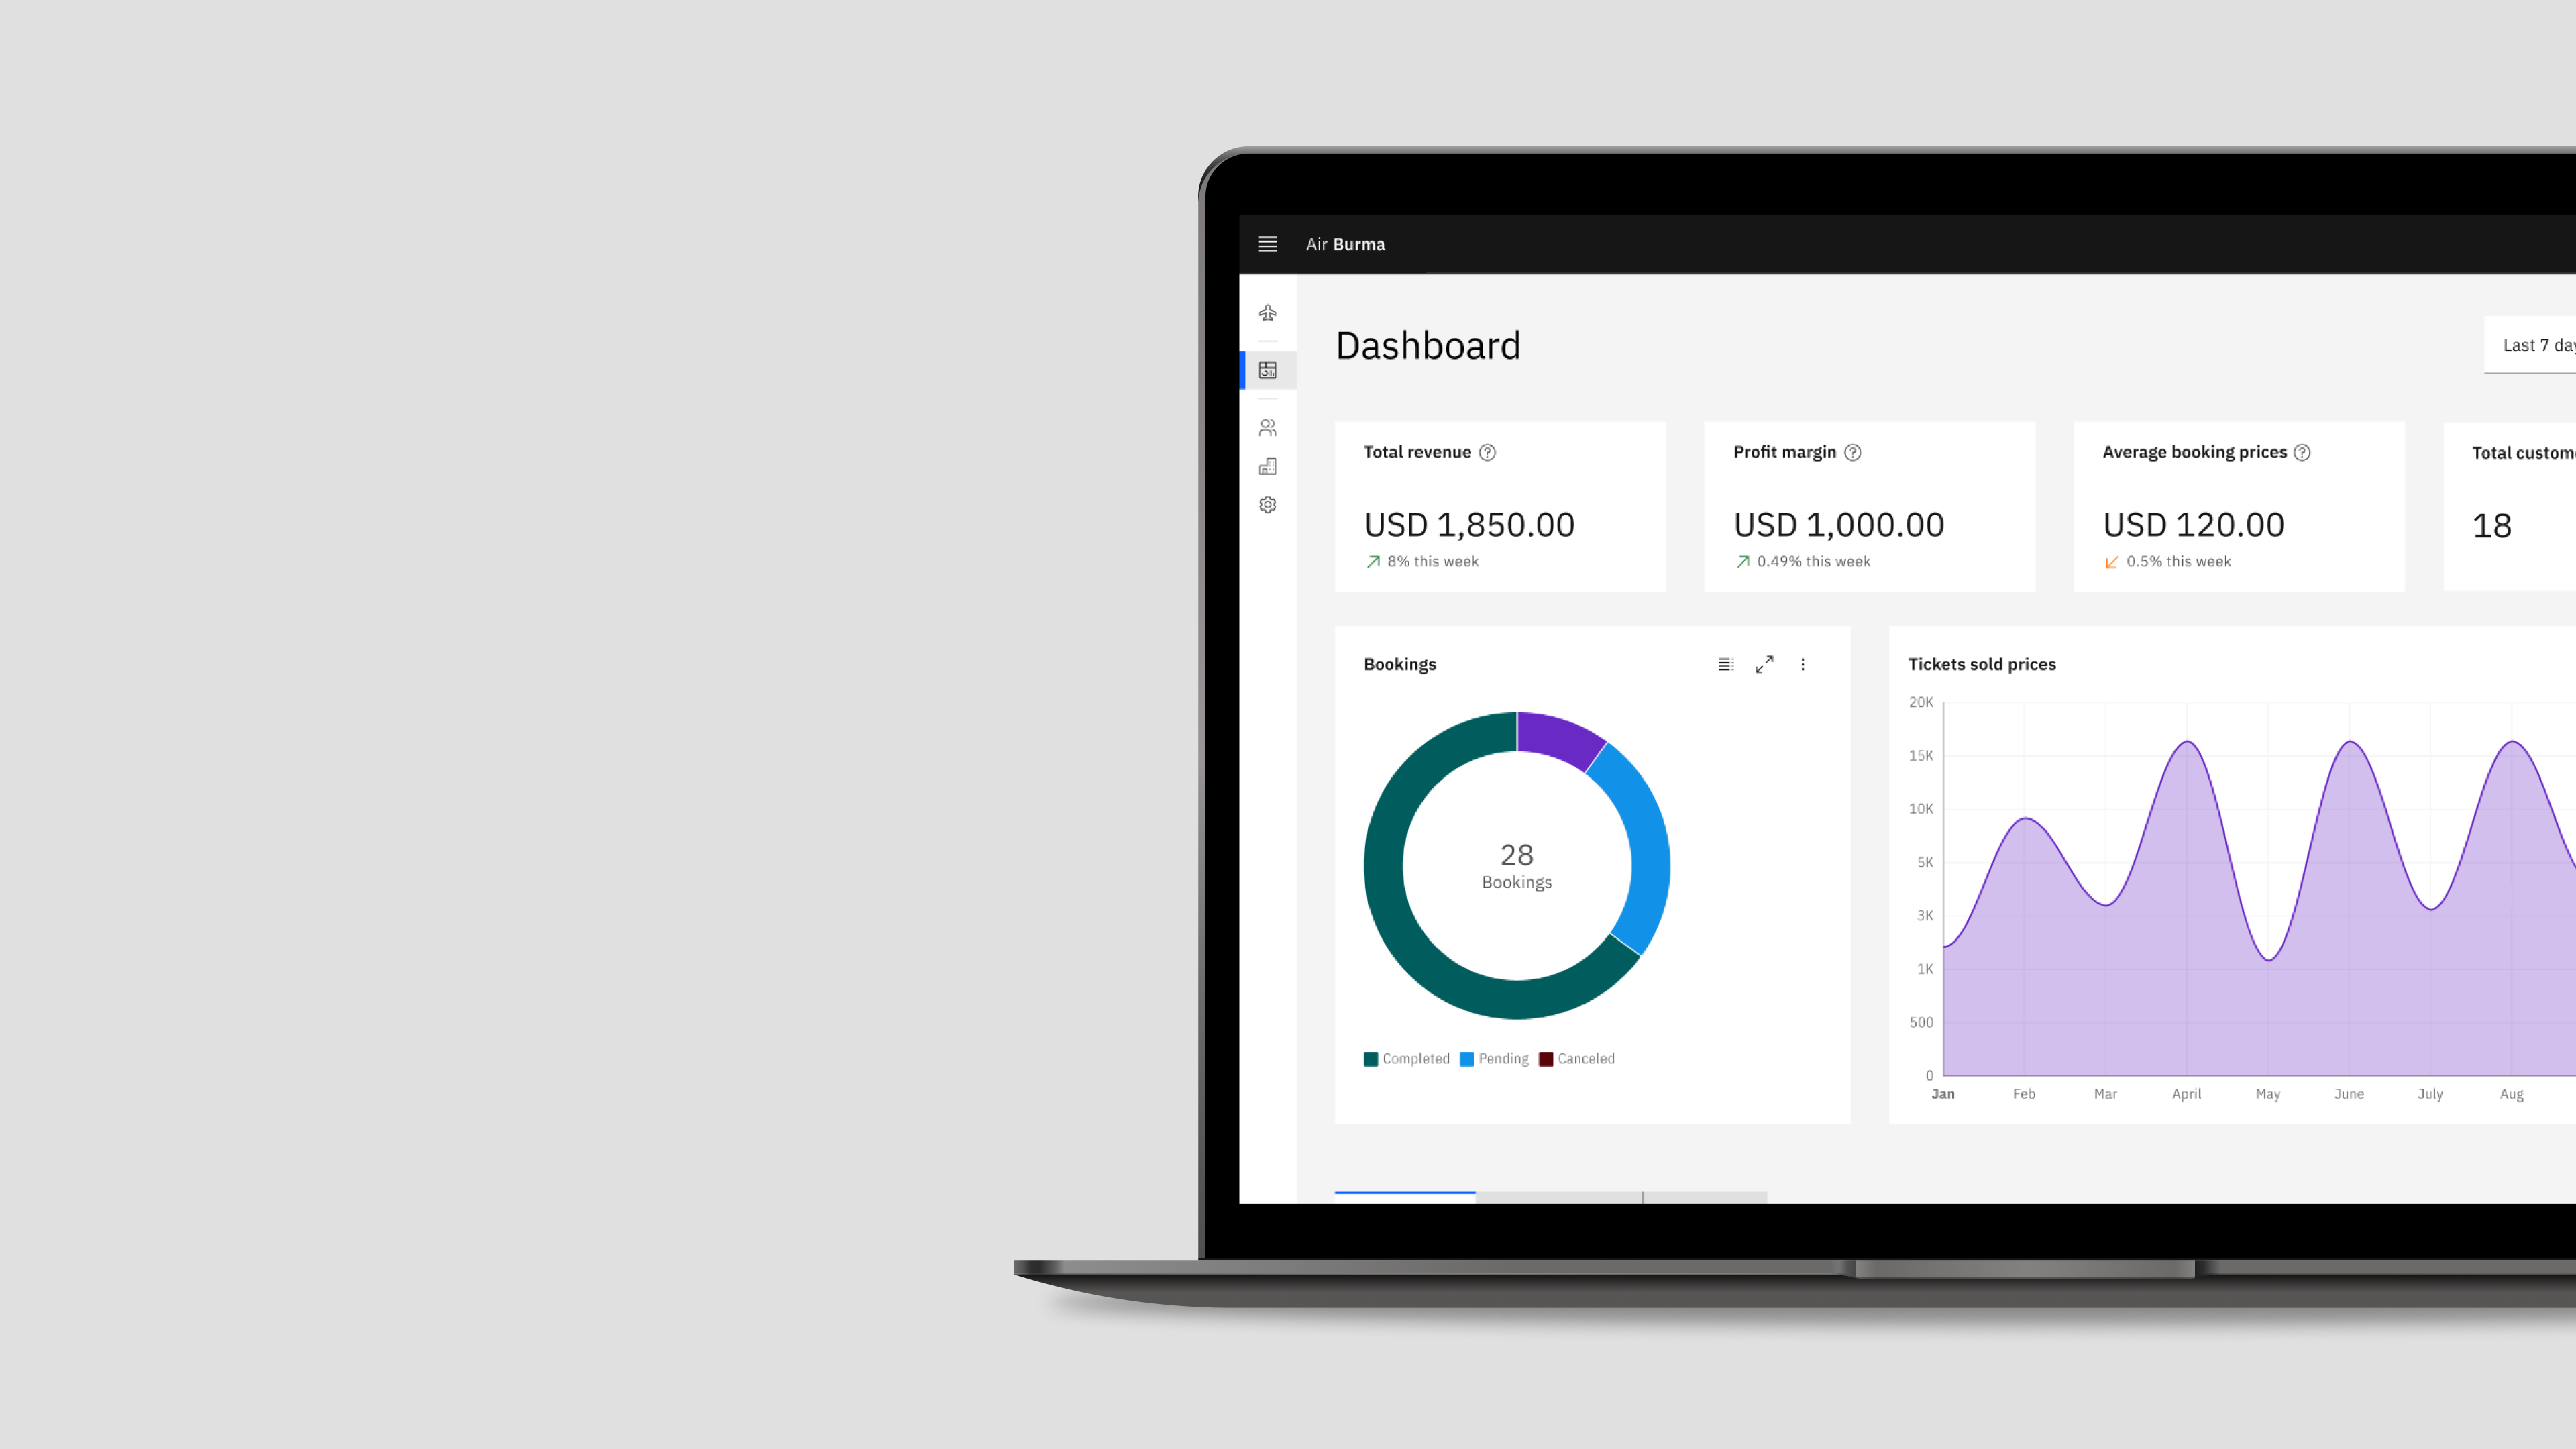 Air Burma
Dashboard
Last 7
Total revenue
USD 1,850.00
8% this week
Profit margin
USD 1,000.00
0.49% this week
Average booking prices
USD 120.00
0.5% this week
Total
18
Bookings
28
Bookings
Completed Pending Canceled
Tickets sold prices
20K
15K
10K
5K
3K
1K
500
0
Jan Feb Mar April May June July Aug